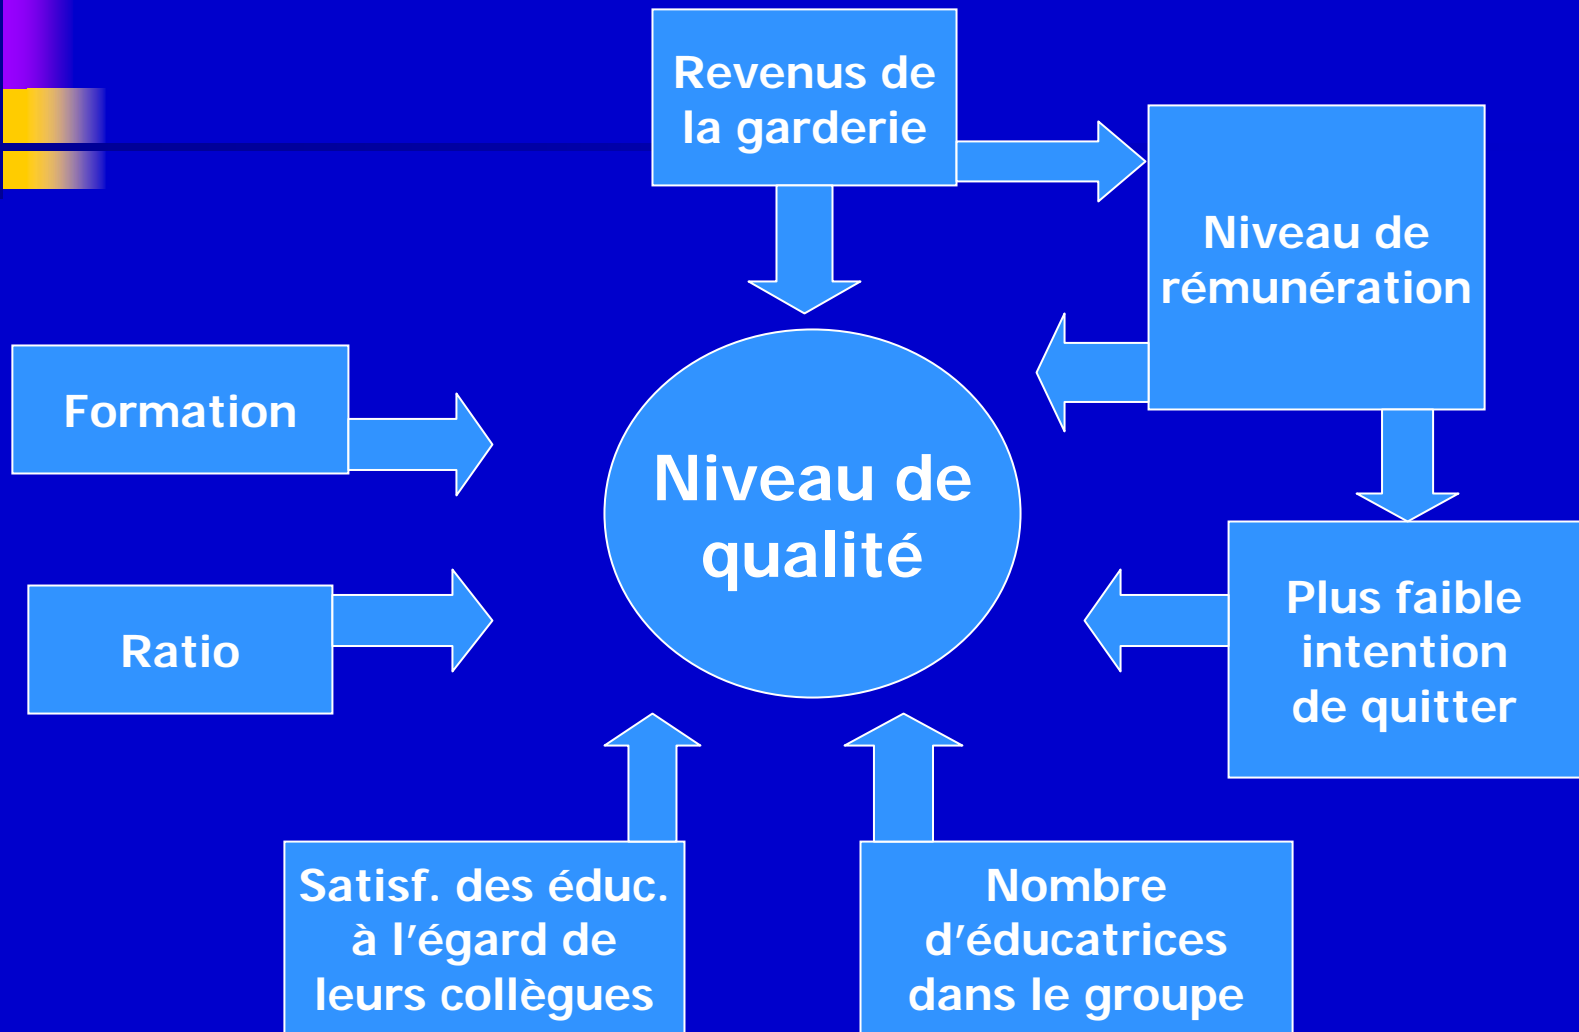 Revenus de
la garderie
Niveau de
rémunération
Formation
Niveau de
qualité
Ratio
Plus faible
intention
de quitter
Satisf. des éduc.
à l’égard de
leurs collègues
Nombre
d’éducatrices
dans le groupe